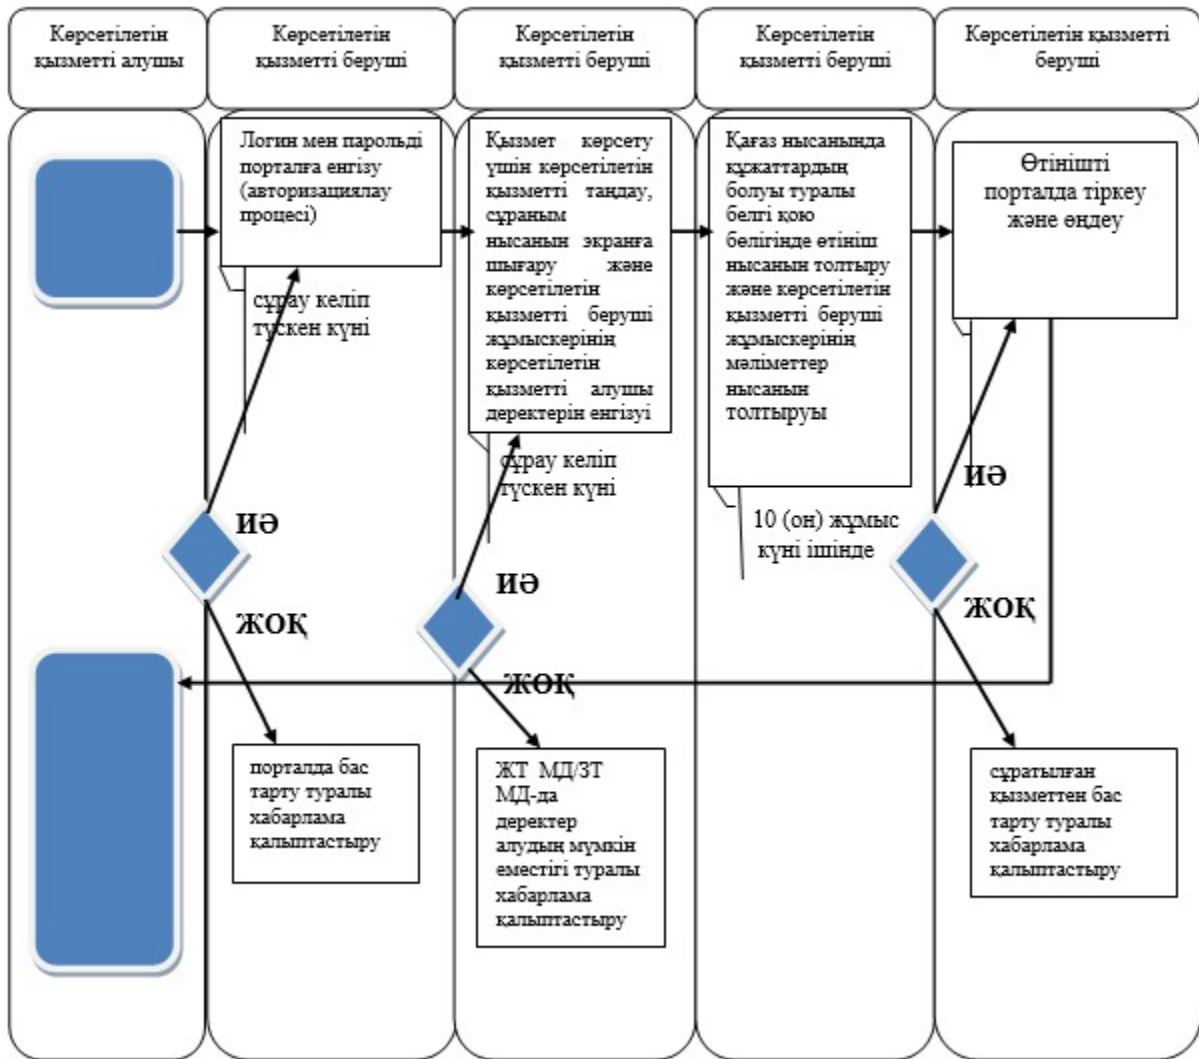 Көрсетілетін
қызметті алушы
Көрсетілетін
қызметті беруші
Көрсетілетін
қызметті беруші
Көрсетілетін
қызметті беруші
Көрсетілетін қызметті
беруші
Логин мен парольді
порталға енгізу
(авторизациялау
процесі)
сұрау келіп
түскен күні
Қызмет көрсету
үшін көрсетілетін
қызметті таңдау,
сұраным
нысанын экранға
шығару және
көрсетілетін
қызметті беруші
жұмыскерінің
көрсетілетін
қызметті алушы
деректерін енгізуі
сұрау келіп
түскен күні
Қағаз нысанында
құжаттардың
болуы туралы
белгі қою
бөлігінде өтініш
нысанын толтыру
және көрсетілетін
қызметті беруші
жұмыскерінің
мәліметтер
нысанын
толтыруы
10 (он) жұмыс
күні ішінде
Өтінішті
порталда тіркеу
және өңдеу
ИӘ
ЖОҚ
ИӘ
ЖОҚ
ИӘ
ЖОҚ
порталда бас
тарту туралы
хабарлама
қалыптастыру
ЖТ МД/ЗТ
МД-да
деректер
алудың мүмкін
еместігі туралы
хабарлама
қалыптастыру
сұратылған
қызметтен бас
тарту туралы
хабарлама
қалыптастыру